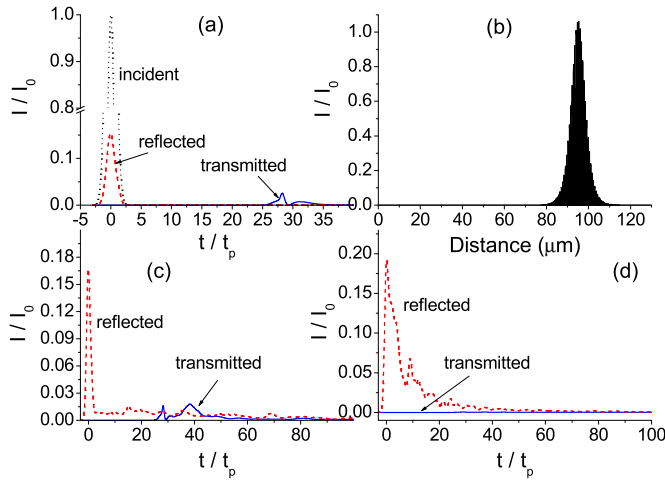 (a)
I / I0
1.0
0.9
0.8
0.1
0.0
incident
reflected
transmitted
-5 0 5 10 15 20 25 30 35
t / tp
(b)
I / I0
1.0
0.8
0.6
0.4
0.2
0.0
0 20 40 60 80 100 120
Distance (μm)
(c)
I / I0
0.18
0.15
0.12
0.09
0.06
0.03
0.00
reflected
transmitted
0 20 40 60 80
t / tp
(d)
I / I0
0.20
0.15
0.10
0.05
0.00
reflected
transmitted
0 20 40 60 80 100
t / tp